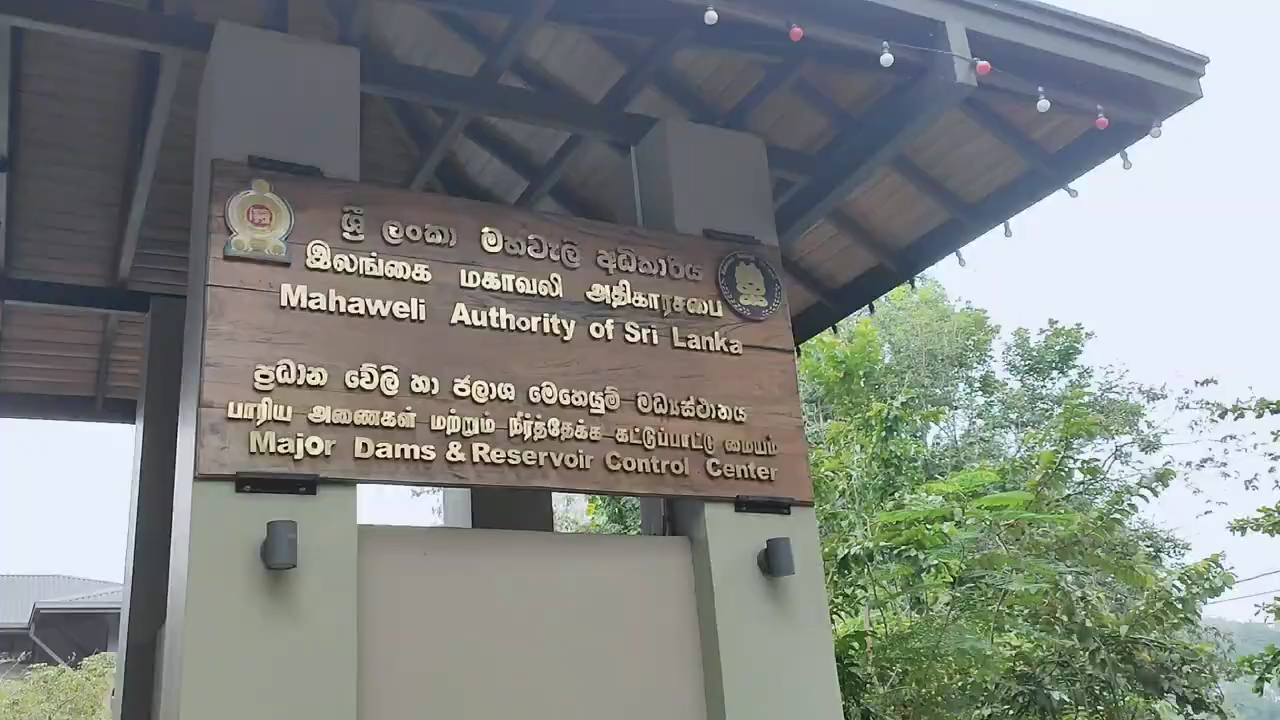 ශ්‍රී ලංකා මහවැලි අධිකාරිය
இலங்கை மகாவலி அதிகாரசபை
Mahaweli Authority of Sri Lanka
ප්‍රධාන වේලි හා ජලාශ මෙහෙයුම් මධ්‍යස්ථානය
பாரிய அணைகள் மற்றும் நீர்த்தேக்க கட்டுப்பாட்டு மையம்
Major Dams & Reservoir Control Center